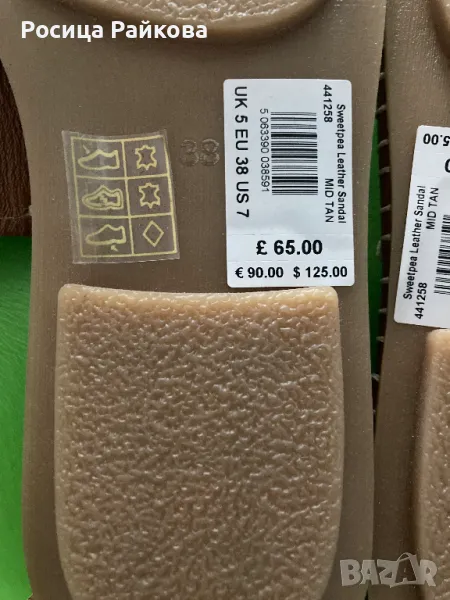 Росица Райкова
Sweetpea Leather Sandal
441258
MID TAN
5 063390 038591
UK 5 EU 38 US 7
£ 65.00
€ 90.00 $ 125.00
38
5.00
Sweetpea Leather Sandal
MID TAN
441258
BAZAR